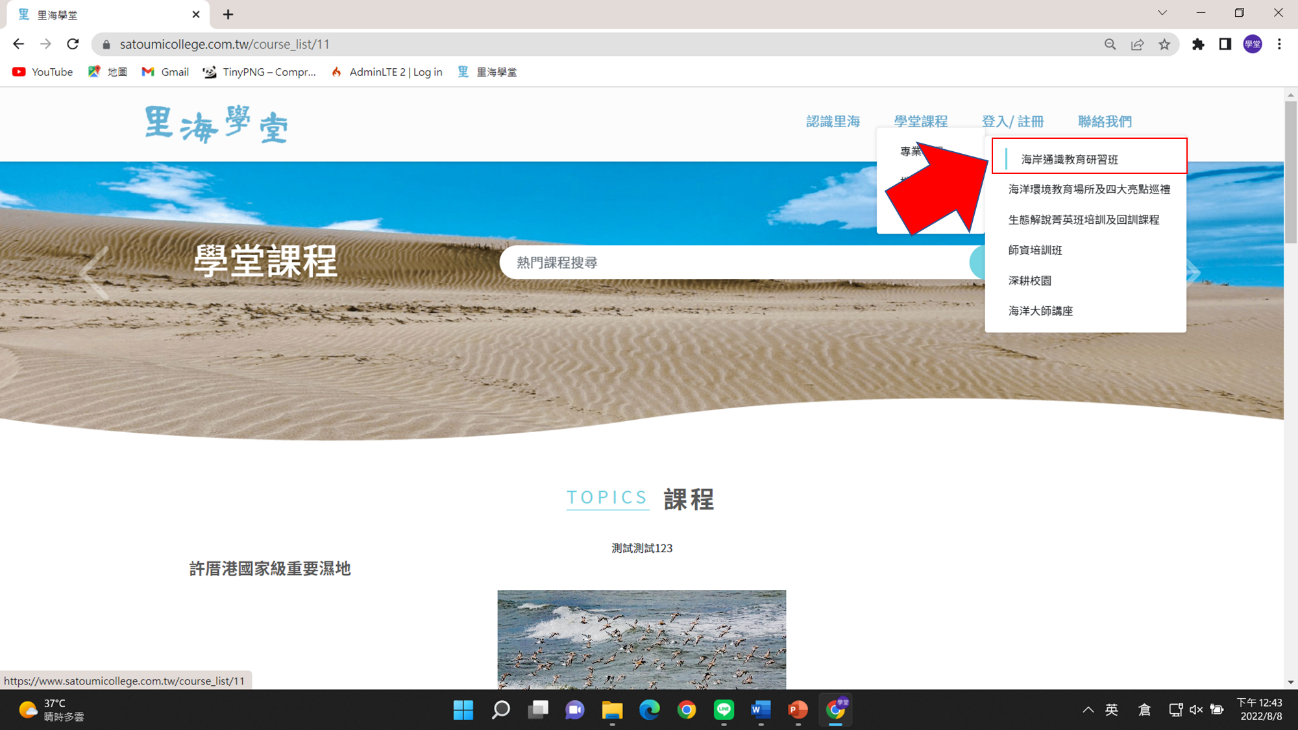 里海學堂
satoumicollege.com.tw/course_list/11
學堂
YouTube
地圖
Gmail
TinyPNG – Compr...
AdminLTE 2 | Log in
里 里海學堂
里海學堂
認識里海
學堂課程
登入/ 註冊
聯絡我們
專業
海岸通識教育研習班
海洋環境教育場所及四大亮點巡禮
生態解說菁英班培訓及回訓課程
師資培訓班
深耕校園
海洋大師講座
學堂課程
熱門課程搜尋
TOPICS 課程
測試測試123
許厝港國家級重要濕地
https://www.satoumicollege.com.tw/course_list/11
37°C
晴時多雲
英
倉
下午 12:43
2022/8/8